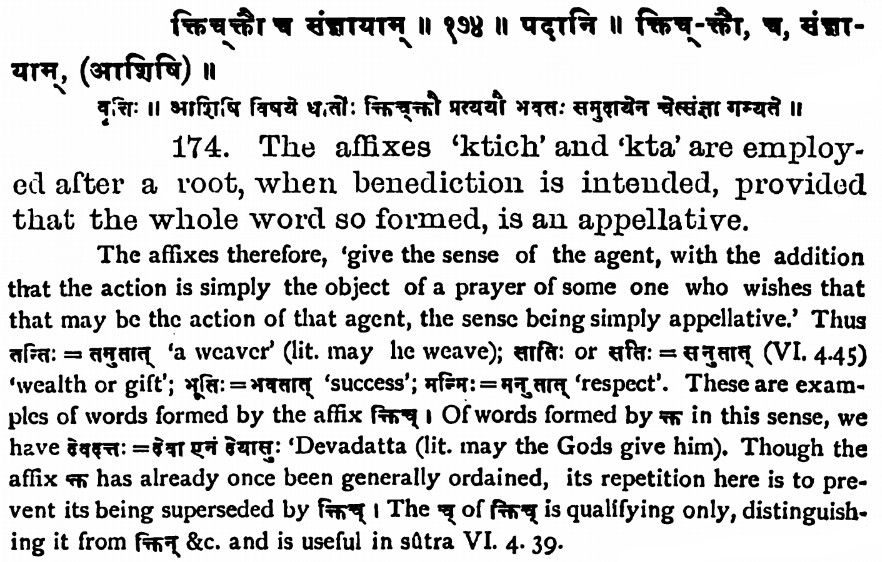 क्तिच्क्तौ च संज्ञायाम् ॥ १७४ ॥ पदानि ॥ क्तिच्-क्तौ, च, संज्ञा-
याम्, (आशिषि) ॥
वृत्तिः ॥ आशिषि विषये धातोः क्तिच्क्तौ प्रत्ययौ भवतः समुदायेन चेत्संज्ञा गम्यते ॥
174. The affixes 'ktich' and 'kta' are employ-
ed after a root, when benediction is intended, provided
that the whole word so formed, is an appellative.
The affixes therefore, 'give the sense of the agent, with the addition
that the action is simply the object of a prayer of some one who wishes that
that may be the action of that agent, the sense being simply appellative.' Thus
तन्तिः = तनुतात् 'a weaver' (lit. may he weave); सातिः or सतिः = सनुतात् (VI. 4.45)
'wealth or gift'; भूतिः = भवतात् 'success'; मन्तिः = मनुतात् 'respect'. These are exam-
ples of words formed by the affix क्तिच् । Of words formed by क्त in this sense, we
have देवदत्तः = देवा एनं देयासुः 'Devadatta (lit. may the Gods give him). Though the
affix क्त has already once been generally ordained, its repetition here is to pre-
vent its being superseded by क्तिच् । The च् of क्तिच् is qualifying only, distinguish-
ing it from क्तिन् &c. and is useful in sûtra VI. 4. 39.